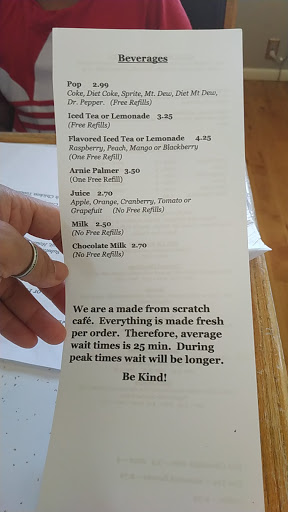 Beverages
Pop 2.99
Coke, Diet Coke, Sprite, Mt. Dew, Diet Mt Dew,
Dr. Pepper. (Free Refills)
Iced Tea or Lemonade 3.25
(Free Refills)
Flavored Iced Tea or Lemonade 4.25
Raspberry, Peach, Mango or Blackberry
(One Free Refill)
Arnie Palmer 3.50
(One Free Refill)
Juice 2.70
Apple, Orange, Cranberry, Tomato or
Grapefuit (No Free Refills)
Milk 2.50
(No Free Refills)
Chocolate Milk 2.70
(No Free Refills)
We are a made from scratch
café. Everything is made fresh
per order. Therefore, average
wait times is 25 min. During
peak times wait will be longer.
Be Kind!